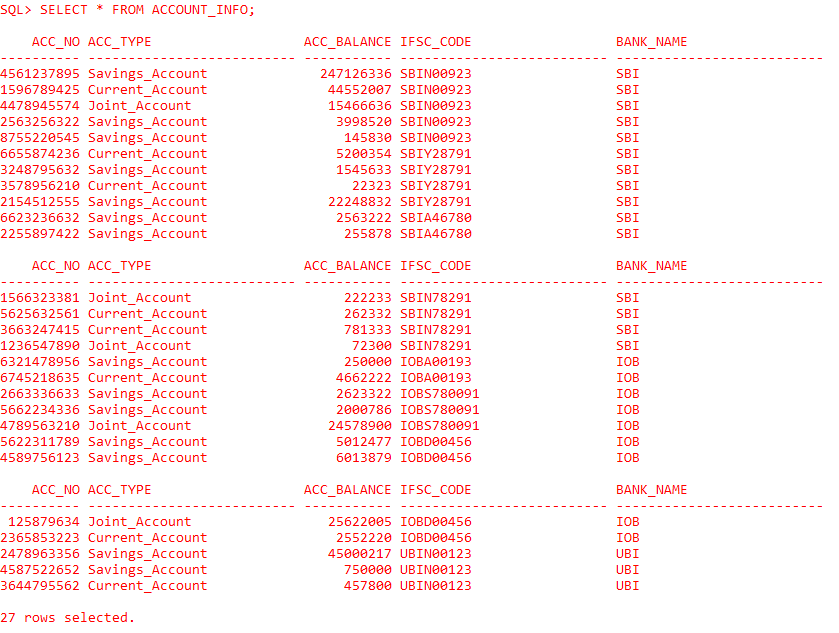 SQL> SELECT * FROM ACCOUNT_INFO;
ACC_NO ACC_TYPE ACC_BALANCE IFSC_CODE BANK_NAME
---------- -------------------------- ----------- -------------------------- --------------------------
4561237895 Savings_Account 247126336 SBIN00923 SBI
1596789425 Current_Account 44552007 SBIN00923 SBI
4478945574 Joint_Account 15466636 SBIN00923 SBI
2563256322 Savings_Account 3998520 SBIN00923 SBI
8755220545 Savings_Account 145830 SBIN00923 SBI
6655874236 Current_Account 5200354 SBIY28791 SBI
3248795632 Savings_Account 1545633 SBIY28791 SBI
3578956210 Current_Account 22323 SBIY28791 SBI
2154512555 Savings_Account 22248832 SBIY28791 SBI
6623236632 Savings_Account 2563222 SBIA46780 SBI
2255897422 Savings_Account 255878 SBIA46780 SBI
ACC_NO ACC_TYPE ACC_BALANCE IFSC_CODE BANK_NAME
---------- -------------------------- ----------- -------------------------- --------------------------
1566323381 Joint_Account 222233 SBIN78291 SBI
5625632561 Current_Account 262332 SBIN78291 SBI
3663247415 Current_Account 781333 SBIN78291 SBI
1236547890 Joint_Account 72300 SBIN78291 SBI
6321478956 Savings_Account 250000 IOBA00193 IOB
6745218635 Current_Account 4662222 IOBA00193 IOB
2663336633 Savings_Account 2623322 IOBS780091 IOB
5662234336 Savings_Account 2000786 IOBS780091 IOB
4789563210 Joint_Account 24578900 IOBS780091 IOB
5622311789 Savings_Account 5012477 IOBD00456 IOB
4589756123 Savings_Account 6013879 IOBD00456 IOB
ACC_NO ACC_TYPE ACC_BALANCE IFSC_CODE BANK_NAME
---------- -------------------------- ----------- -------------------------- --------------------------
125879634 Joint_Account 25622005 IOBD00456 IOB
2365853223 Current_Account 2552220 IOBD00456 IOB
2478963356 Savings_Account 45000217 UBIN00123 UBI
4587522652 Savings_Account 750000 UBIN00123 UBI
3644795562 Current_Account 457800 UBIN00123 UBI
27 rows selected.